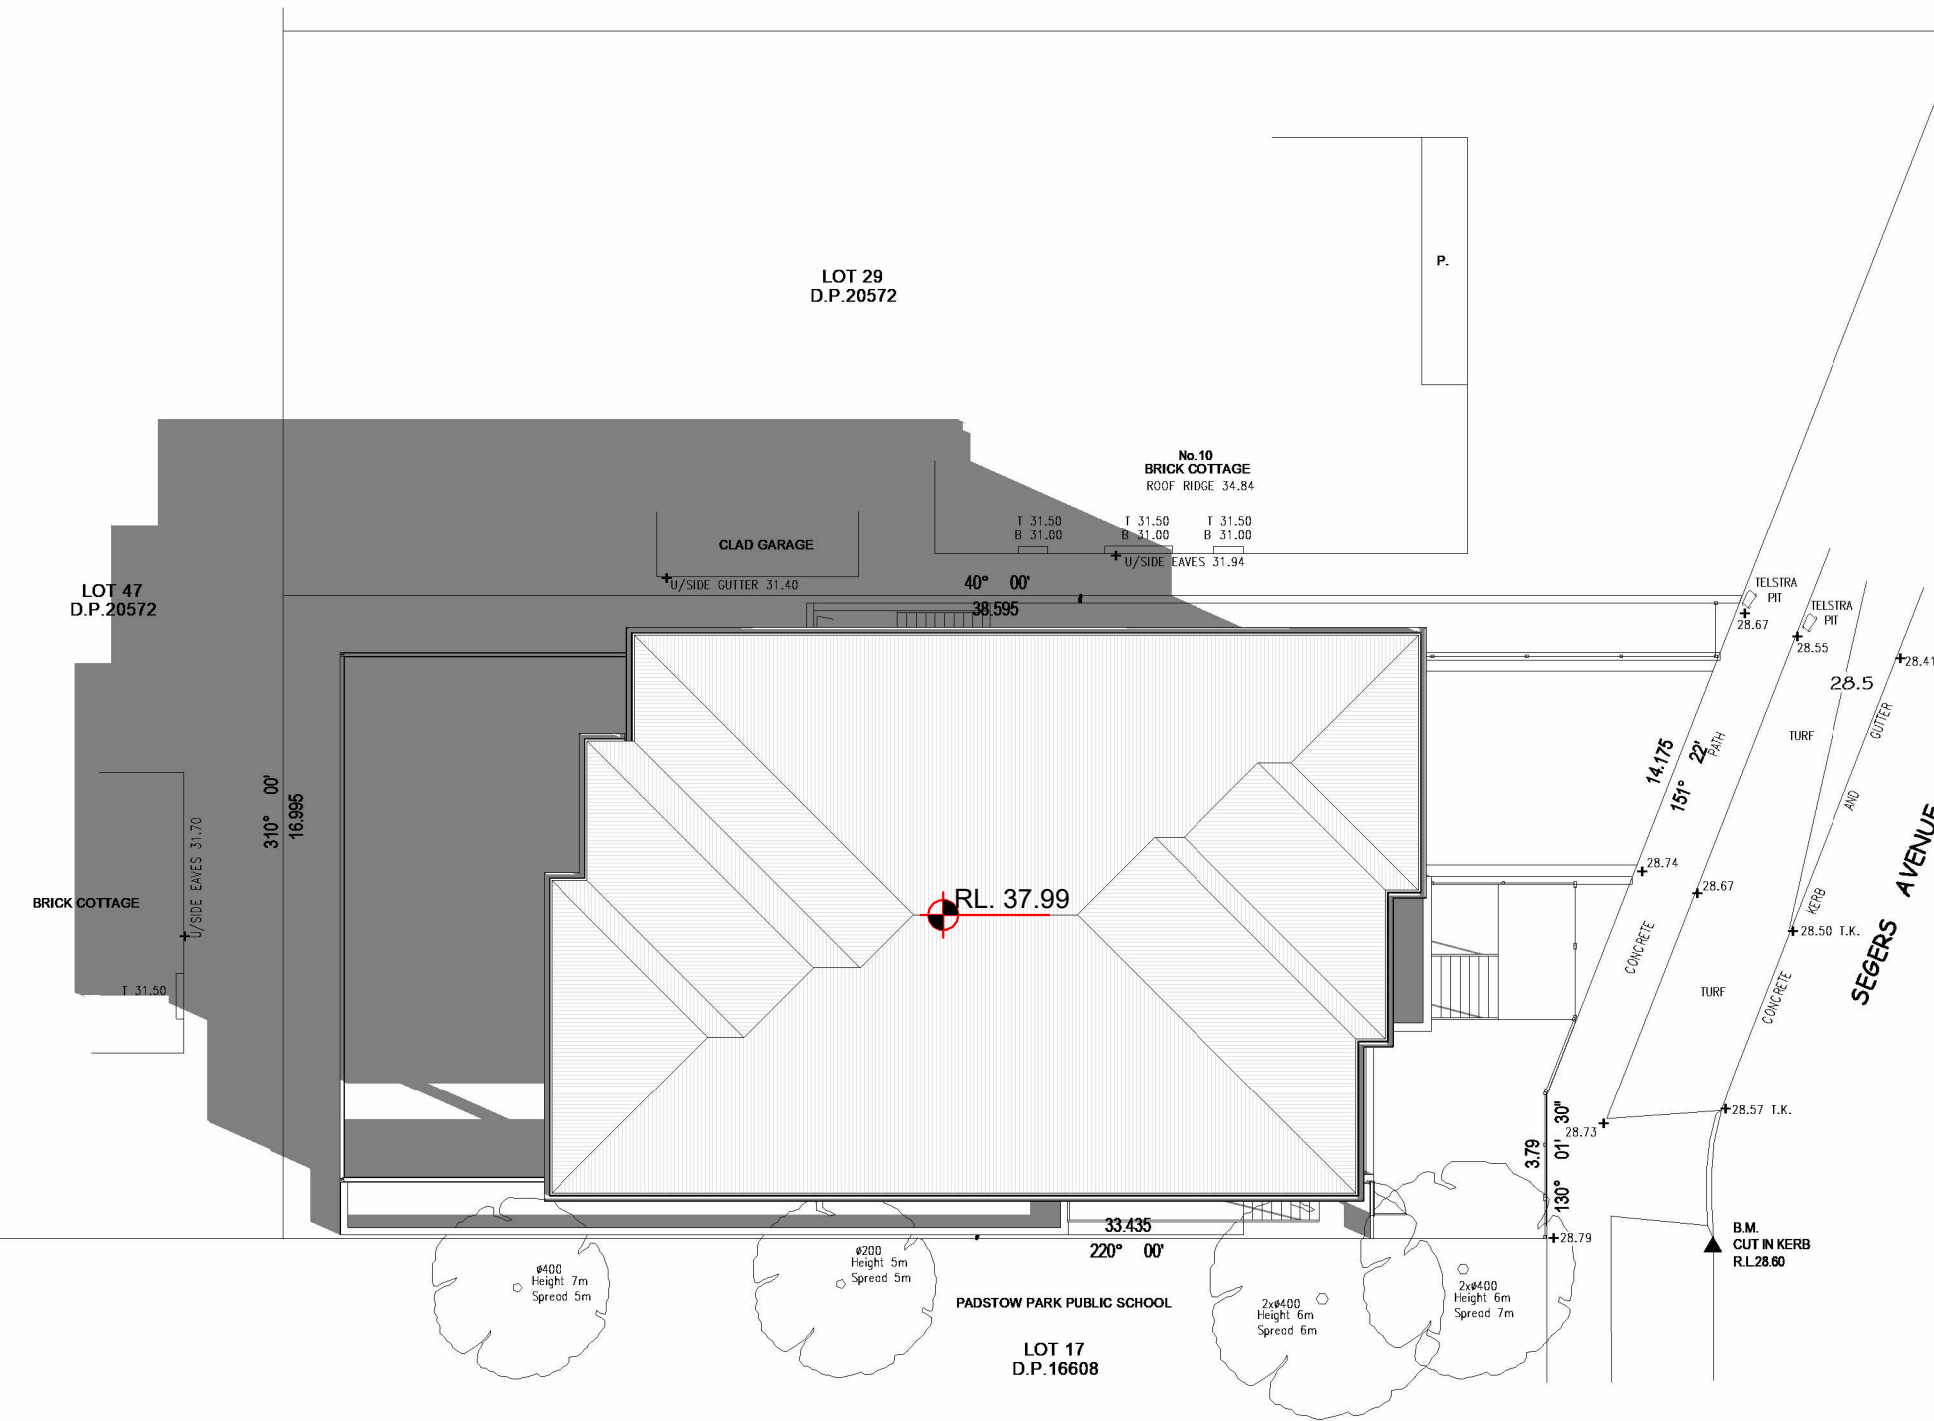 LOT 29
D.P.20572
P.
No.10
BRICK COTTAGE
ROOF RIDGE 34.84
T 31.50
B 31.00
T 31.50
B 31.00
T 31.50
B 31.00
CLAD GARAGE
U/SIDE EAVES 31.94
U/SIDE GUTTER 31.40
40° 00'
38.595
LOT 47
D.P.20572
TELSTRA
PIT
TELSTRA
PIT
28.67
28.55
28.41
28.5
TURF
GUTTER
AND
KERB
CONCRETE
14.175
151° 22'
PATH
CONCRETE
310° 00'
16.995
U/SIDE EAVES 31.70
BRICK COTTAGE
T 31.50
RL. 37.99
28.74
28.67
28.50 T.K.
SEGERS AVENUE
TURF
28.57 T.K.
28.73
3.79
130° 01' 30"
28.79
33.435
220° 00'
B.M.
CUT IN KERB
R.L.28.60
ø400
Height 7m
Spread 5m
ø200
Height 5m
Spread 5m
2xø400
Height 6m
Spread 6m
2xø400
Height 6m
Spread 7m
PADSTOW PARK PUBLIC SCHOOL
LOT 17
D.P.16608